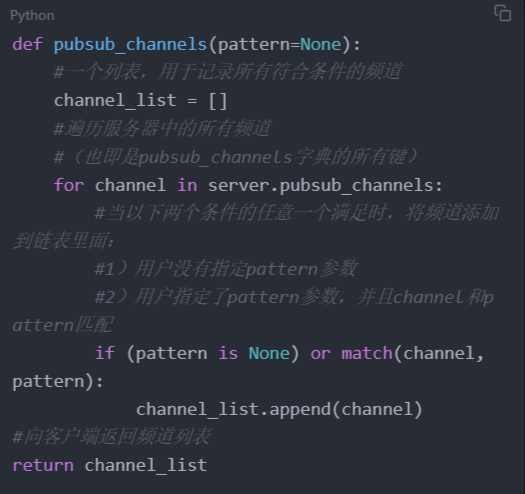 Python
def pubsub_channels(pattern=None):
    #一个列表，用于记录所有符合条件的频道
    channel_list = []
    #遍历服务器中的所有频道
    #（也即是pubsub_channels字典的所有键）
    for channel in server.pubsub_channels:
        #当以下两个条件的任意一个满足时，将频道添加
到链表里面：
        #1）用户没有指定pattern参数
        #2）用户指定了pattern参数，并且channel和p
attern匹配
        if (pattern is None) or match(channel,
pattern):
            channel_list.append(channel)
#向客户端返回频道列表
return channel_list